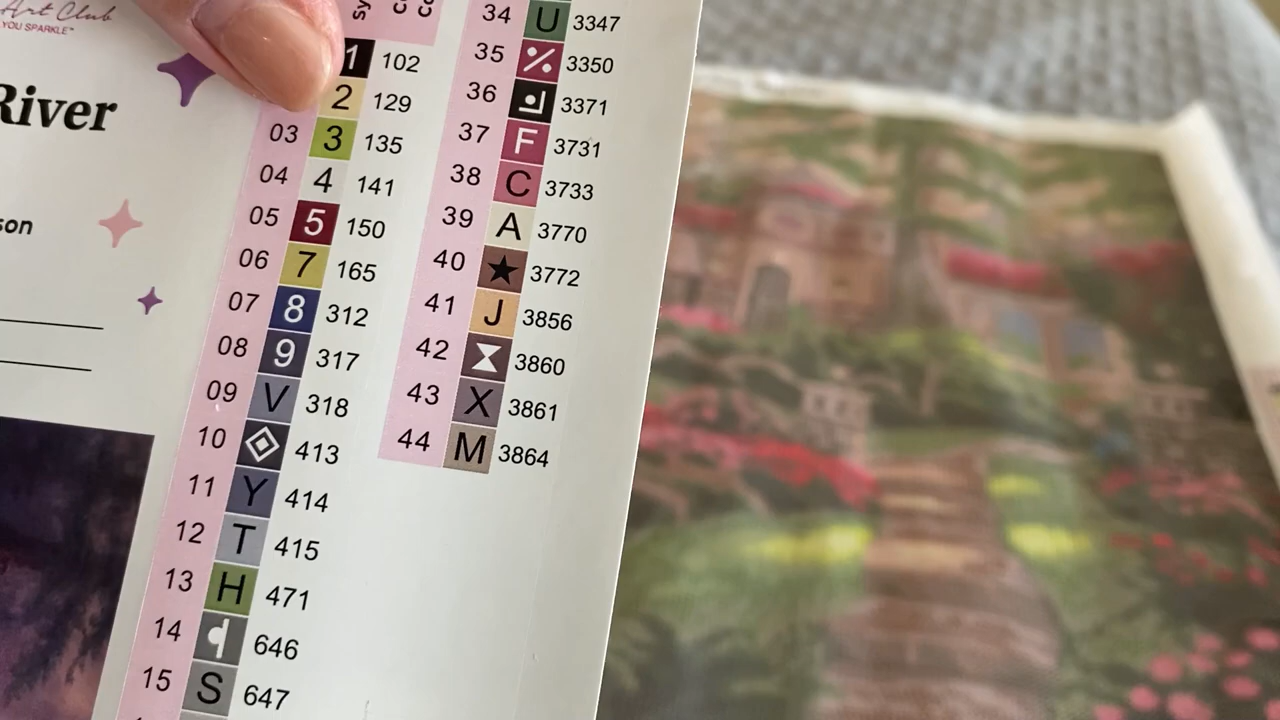 Art Club
YOU SPARKLE™
River
son
sy
1 102
2 129
03 3 135
04 4 141
05 5 150
06 7 165
07 8 312
08 9 317
09 V 318
10 413
11 Y 414
12 T 415
13 H 471
14 646
15 S 647
34 U 3347
35 % 3350
36 3371
37 F 3731
38 C 3733
39 A 3770
40 ★ 3772
41 J 3856
42 3860
43 X 3861
44 M 3864